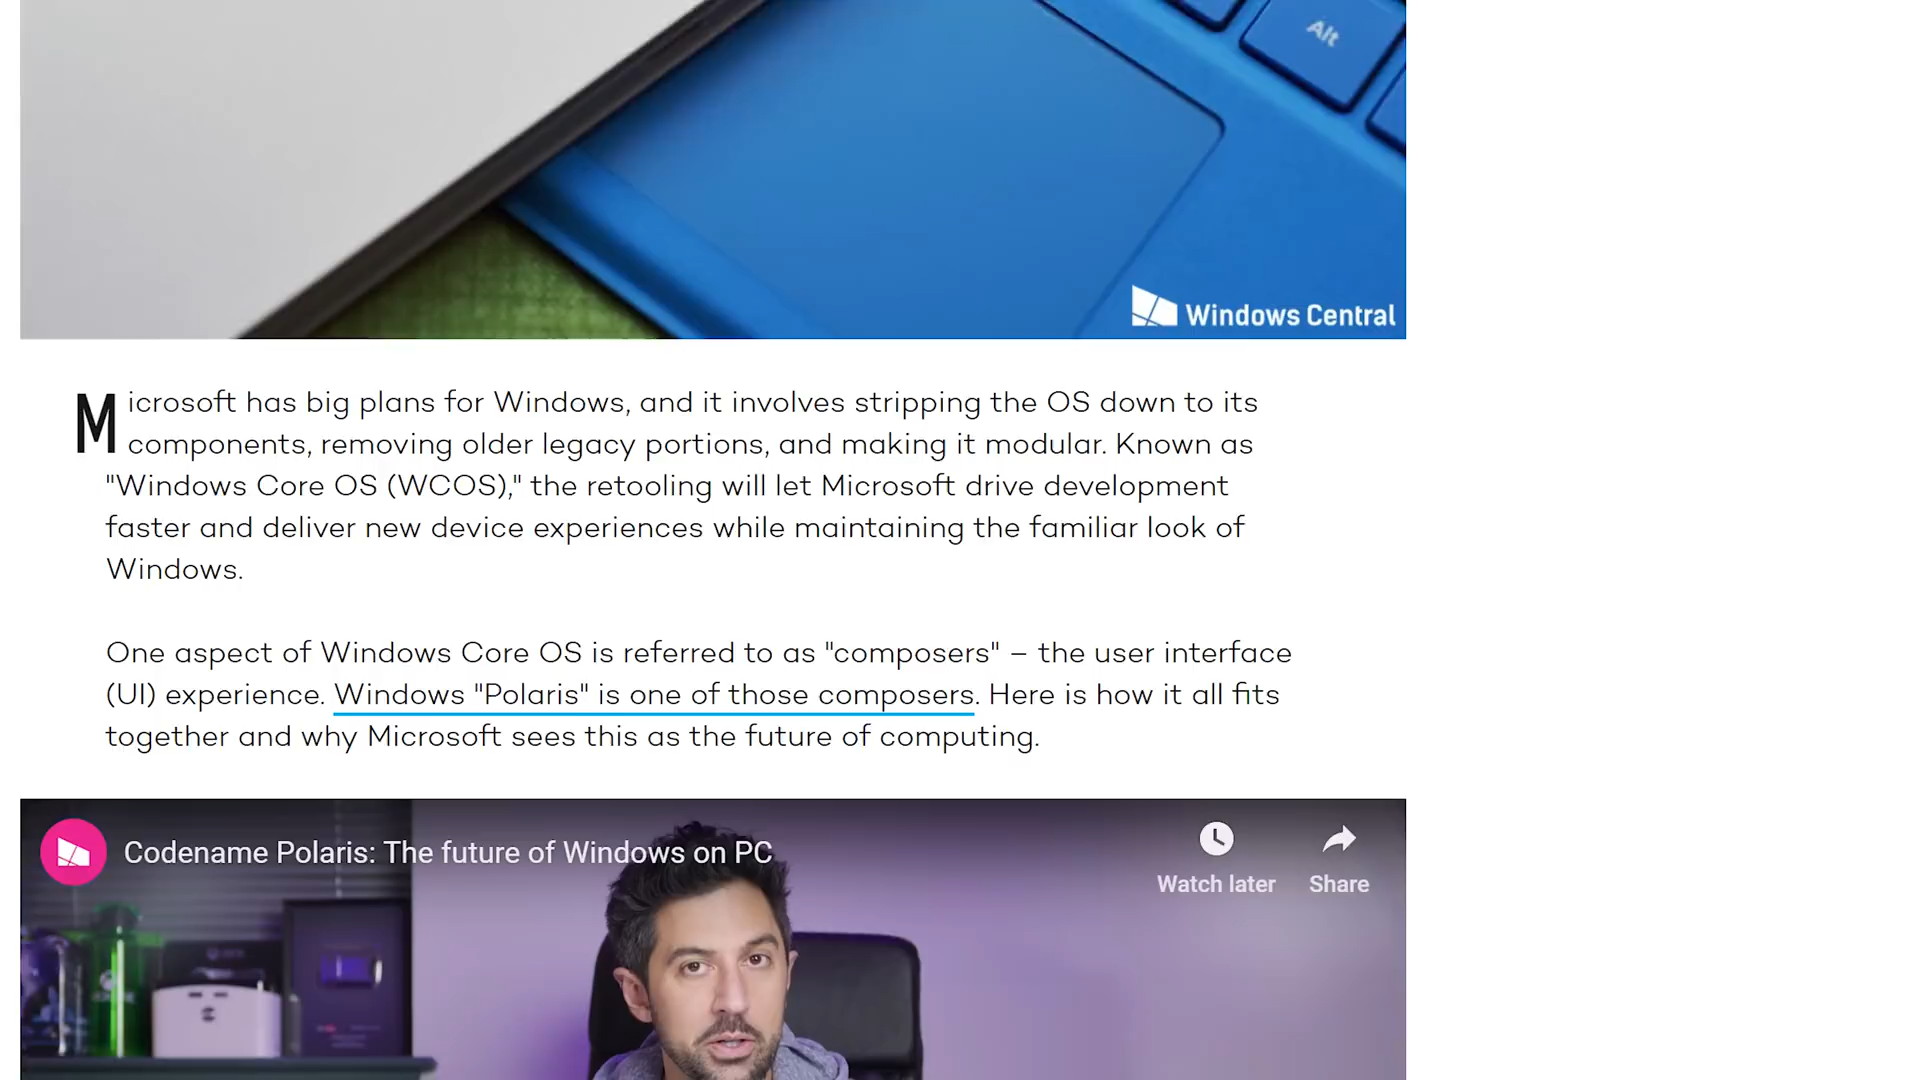 Alt
Windows Central
Microsoft has big plans for Windows, and it involves stripping the OS down to its
components, removing older legacy portions, and making it modular. Known as
"Windows Core OS (WCOS)," the retooling will let Microsoft drive development
faster and deliver new device experiences while maintaining the familiar look of
Windows.
One aspect of Windows Core OS is referred to as "composers" – the user interface
(UI) experience. Windows "Polaris" is one of those composers. Here is how it all fits
together and why Microsoft sees this as the future of computing.
Codename Polaris: The future of Windows on PC
Watch later
Share